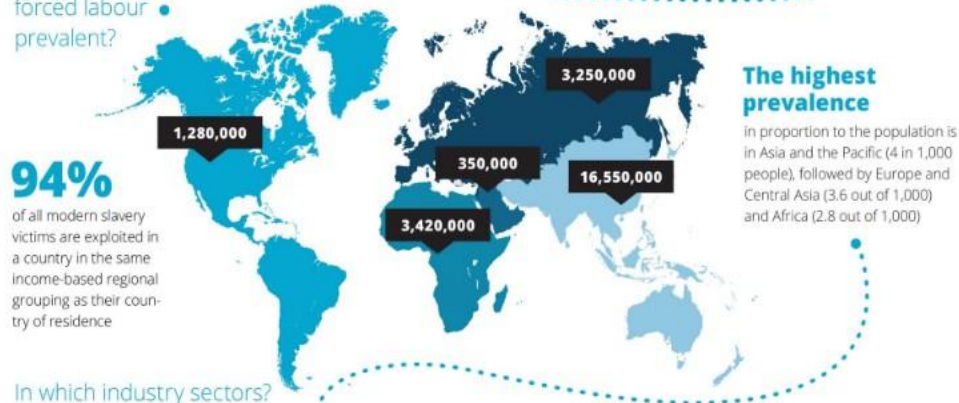 forced labour
prevalent?
1,280,000
3,250,000
350,000
16,550,000
3,420,000
94%
of all modern slavery
victims are exploited in
a country in the same
income-based regional
grouping as their coun-
try of residence
The highest
prevalence
in proportion to the population is
in Asia and the Pacific (4 in 1,000
people), followed by Europe and
Central Asia (3.6 out of 1,000)
and Africa (2.8 out of 1,000)
In which industry sectors?